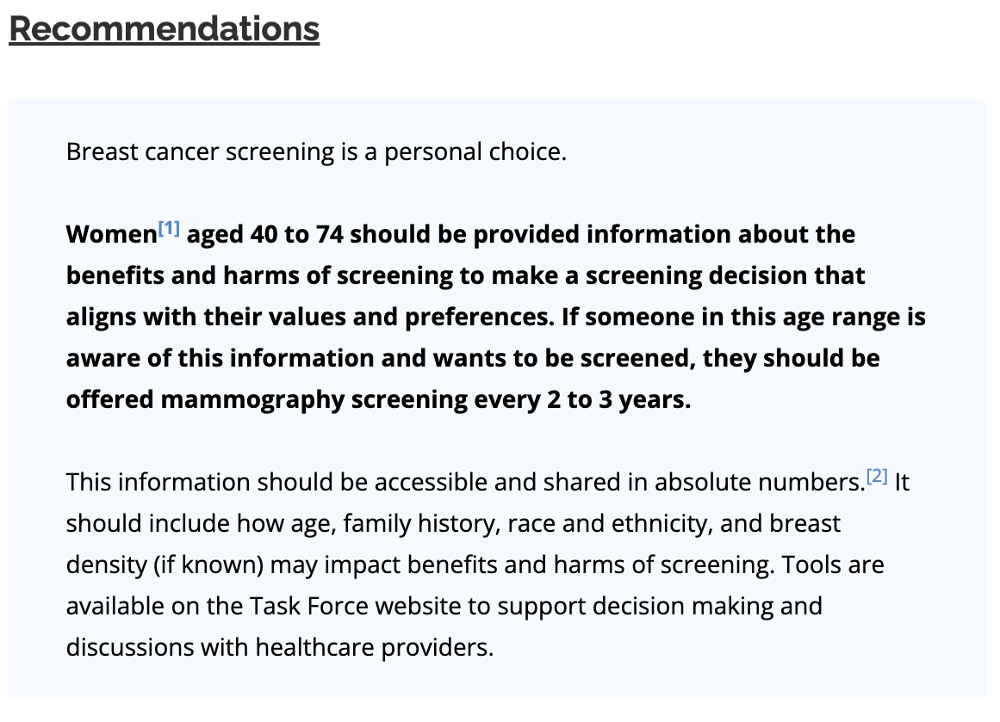 Recommendations
Breast cancer screening is a personal choice.
Women[1] aged 40 to 74 should be provided information about the
benefits and harms of screening to make a screening decision that
aligns with their values and preferences. If someone in this age range is
aware of this information and wants to be screened, they should be
offered mammography screening every 2 to 3 years.
This information should be accessible and shared in absolute numbers.[2] It
should include how age, family history, race and ethnicity, and breast
density (if known) may impact benefits and harms of screening. Tools are
available on the Task Force website to support decision making and
discussions with healthcare providers.